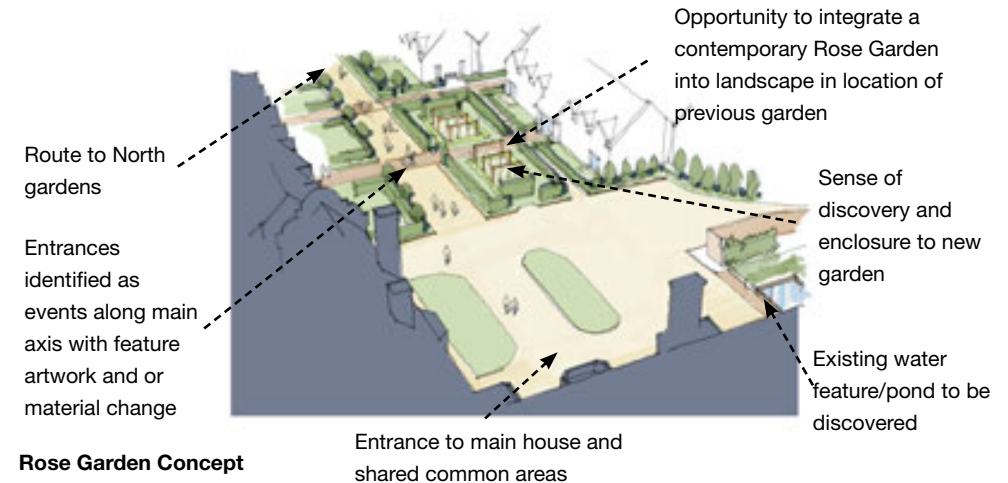 Opportunity to integrate a
contemporary Rose Garden
into landscape in location of
previous garden
Route to North
gardens
Sense of
discovery and
enclosure to new
garden
Entrances
identified as
events along main
axis with feature
artwork and or
material change
Existing water
feature/pond to be
discovered
Entrance to main house and
shared common areas
Rose Garden Concept